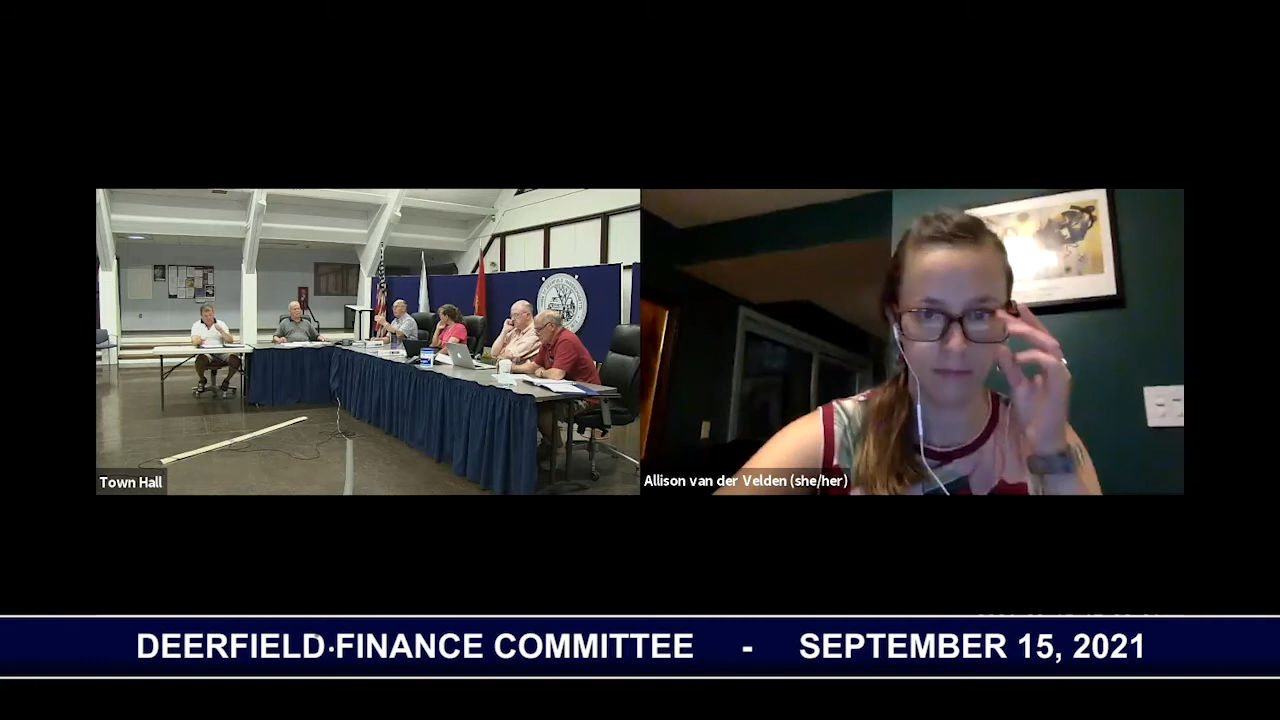 Town Hall
Allison van der Velden (she/her)
DEERFIELD·FINANCE COMMITTEE - SEPTEMBER 15, 2021